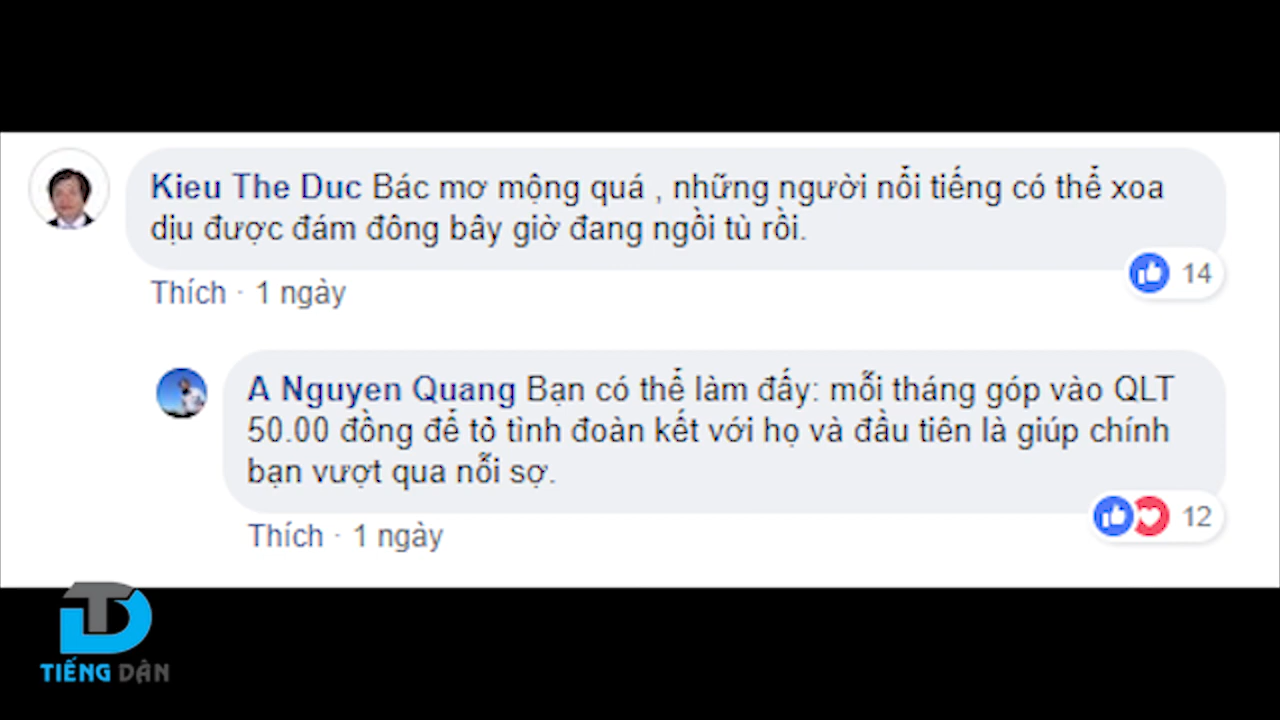 Kieu The Duc Bác mơ mộng quá , những người nỗi tiếng có thể xoa
dịu được đám đông bây giờ đang ngồi tù rồi.
14
Thích · 1 ngày
A Nguyen Quang Bạn có thể làm đấy: mỗi tháng góp vào QLT
50.00 đồng để tỏ tình đoàn kết với họ và đầu tiên là giúp chính
bạn vượt qua nỗi sợ.
12
Thích · 1 ngày
TD
TIẾNG DÂN